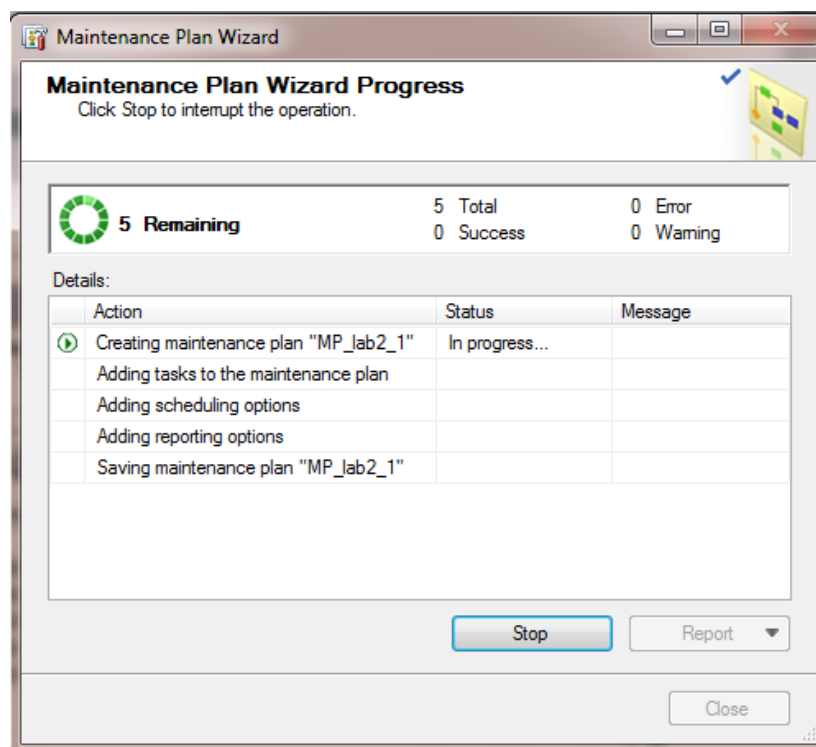 Maintenance Plan Wizard
Maintenance Plan Wizard Progress
Click Stop to interrupt the operation.
5 Remaining
5 Total
0 Error
0 Success
0 Warning
Details:
Action Status Message
Creating maintenance plan "MP_lab2_1" In progress...
Adding tasks to the maintenance plan
Adding scheduling options
Adding reporting options
Saving maintenance plan "MP_lab2_1"
Stop
Report
Close